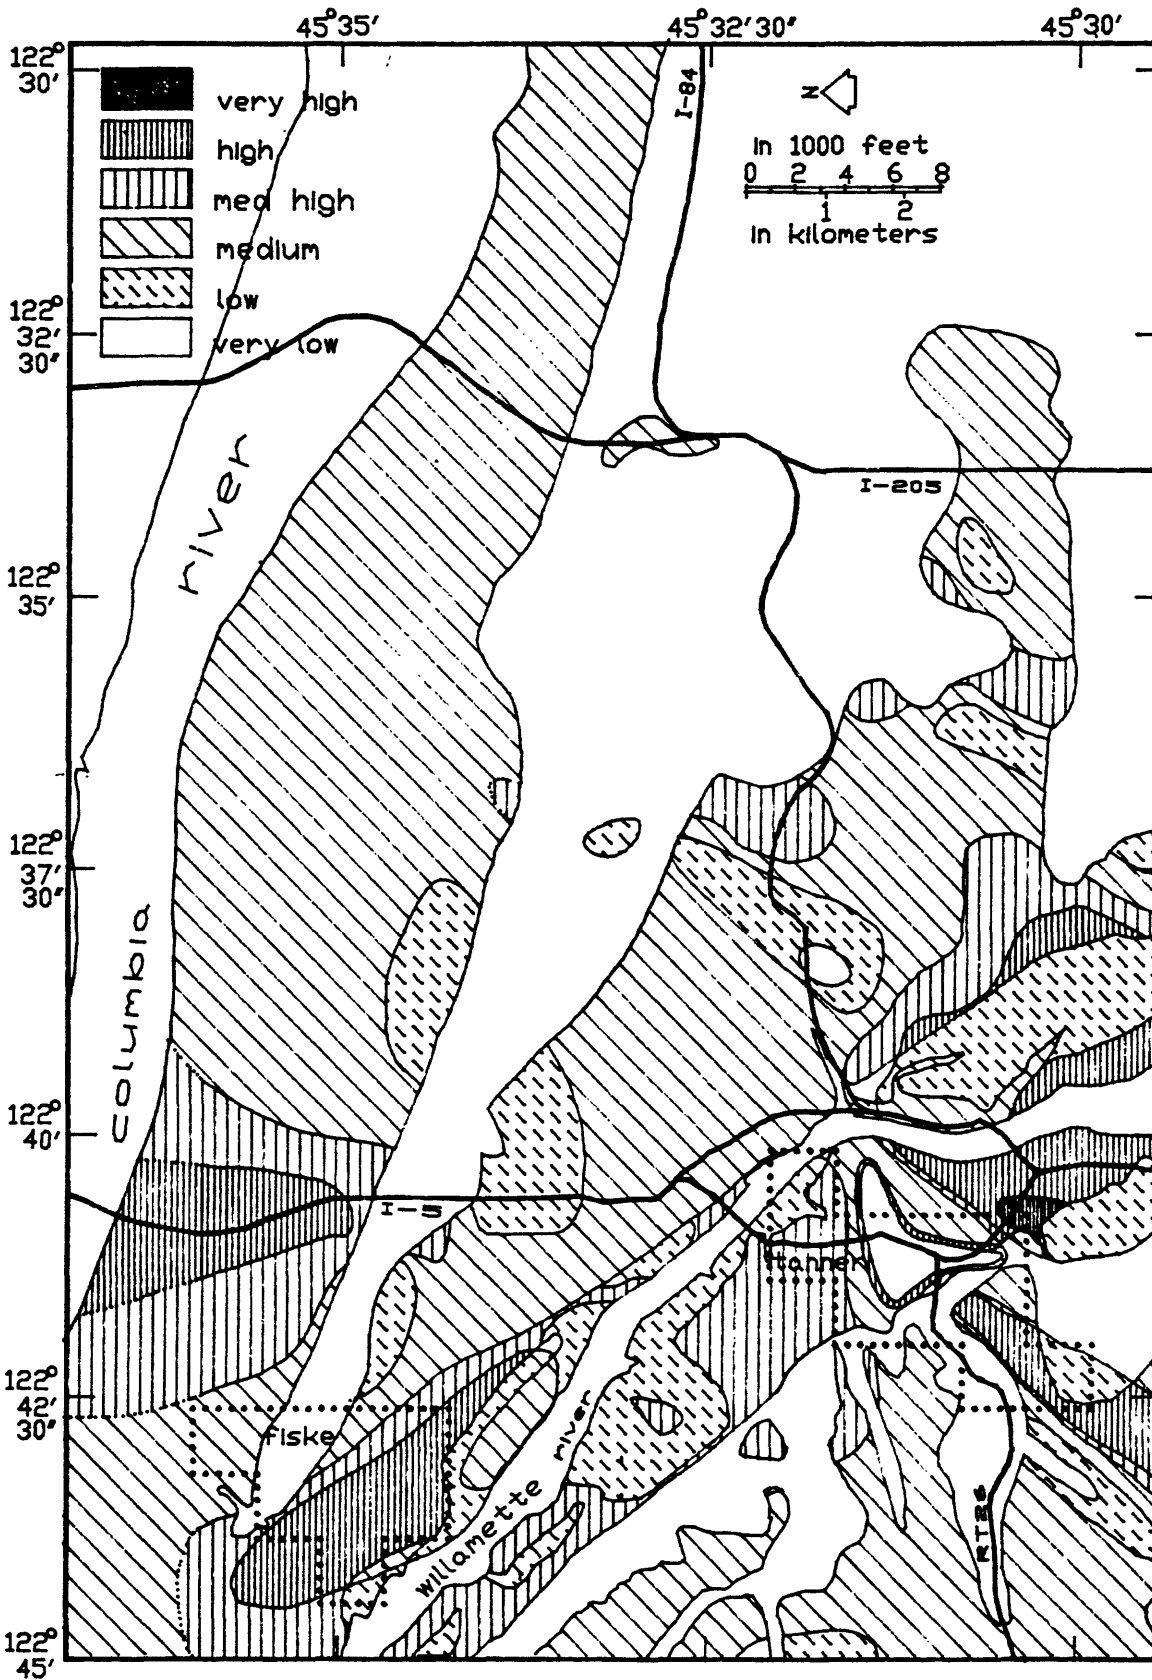 45°35′ 45°32′30″ 45°30′
122°
30′
very high
high
med high
medium
low
very low
I-84
N
In 1000 feet
0 2 4 6 8
1 2
In kilometers
122°
32′
30″
river
I-205
122°
35′
122°
37′
30″
columbia
122°
40′
I-5
tanner
122°
42′
30″
fiske
river
Willamette
RT26
122°
45′